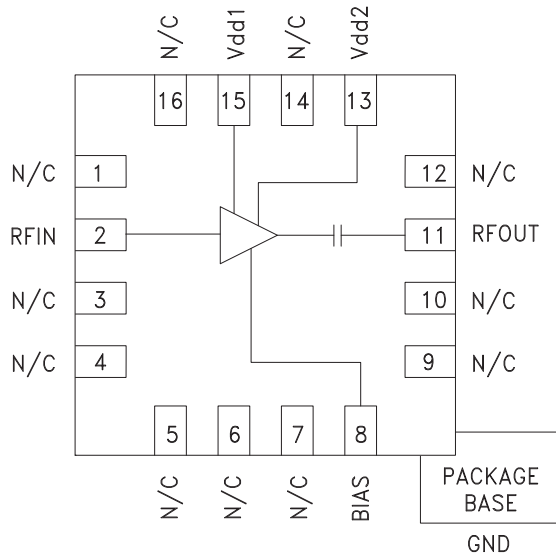 N/C
Vdd1
N/C
Vdd2
16
15
14
13
N/C
1
12
N/C
RFIN
2
11
RFOUT
N/C
3
10
N/C
N/C
4
9
N/C
5
6
7
8
N/C
N/C
N/C
BIAS
PACKAGE
BASE
GND